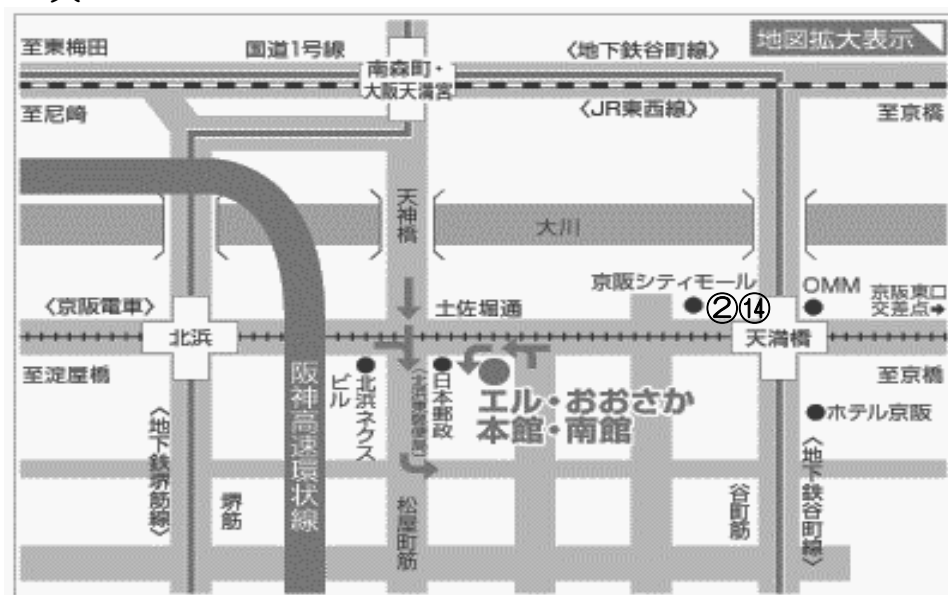 至東梅田
国道1号線
〈地下鉄谷町線〉
地図拡大表示
南森町・
大阪天満宮
至尼崎
〈JR東西線〉
至京橋
天神橋
大川
京阪シティモール
OMM
京阪東口
交差点➡
〈京阪電車〉
土佐堀通
②⑭
北浜
天満橋
至淀屋橋
至京橋
阪神高速環状線
北浜ネクス
ビル
日本郵政
エル・おおさか
本館・南館
ホテル京阪
〈地下鉄堺筋線〉
堺筋
松屋町筋
谷町筋
〈地下鉄谷町線〉